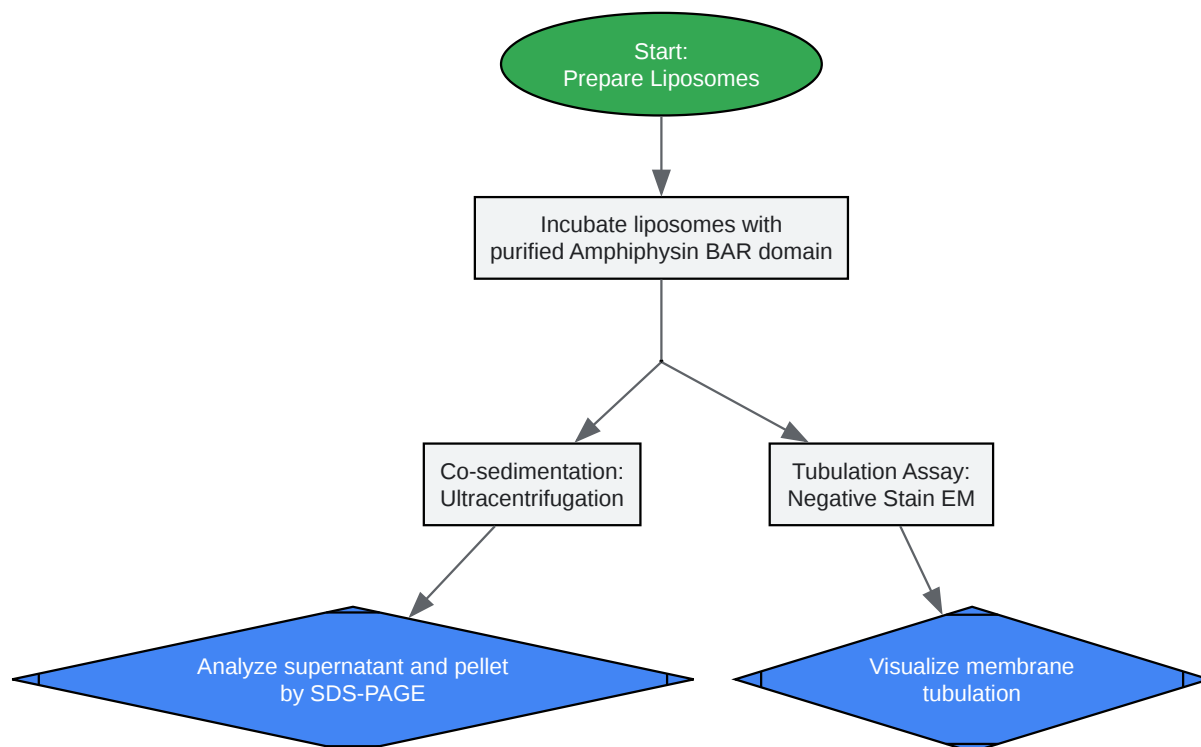 Start:
Prepare Liposomes
Incubate liposomes with
purified Amphiphysin BAR domain
Co-sedimentation:
Ultracentrifugation
Tubulation Assay:
Negative Stain EM
Analyze supernatant and pellet
by SDS-PAGE
Visualize membrane
tubulation